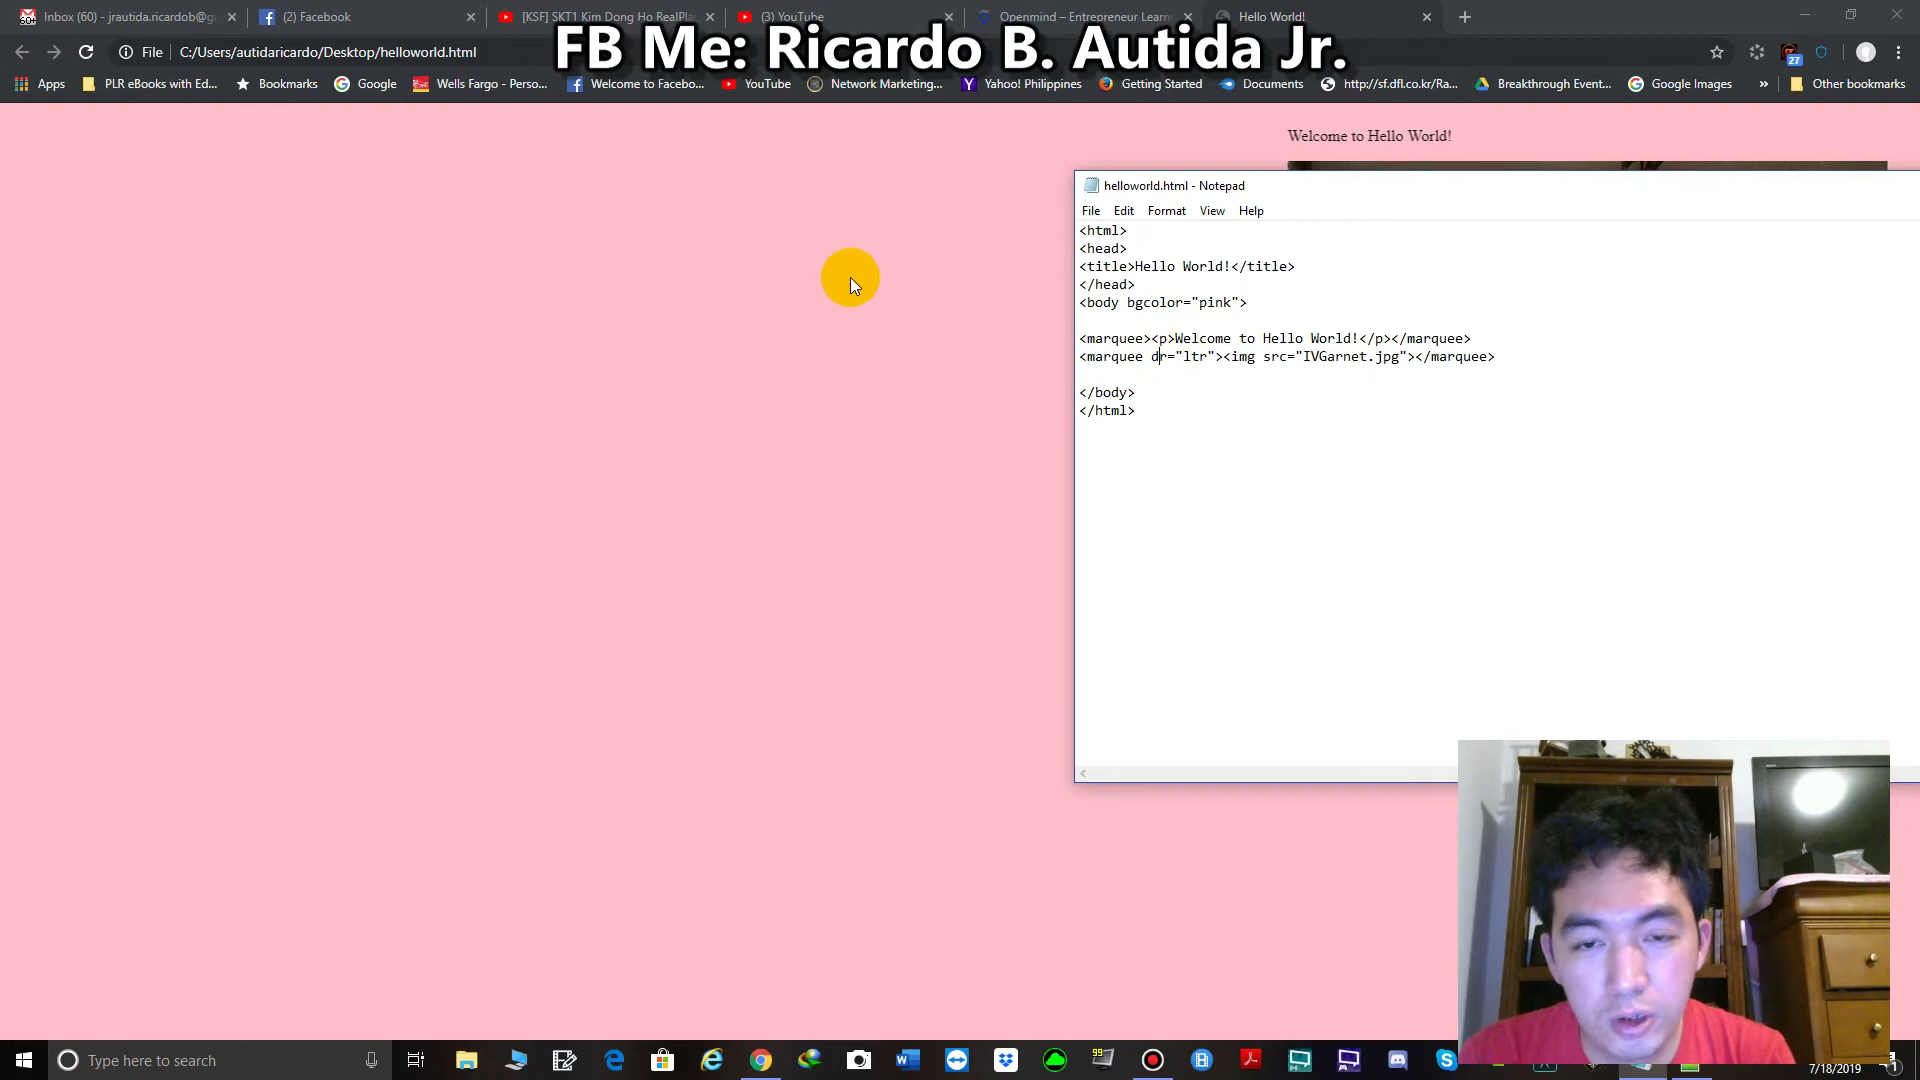 Inbox (60) - jrautida.ricardob@g
(2) Facebook
[KSF] SKT1 Kim Dong Ho RealPla
(3) YouTube
Openmind – Entrepreneur Learn
Hello World!
FB Me: Ricardo B. Autida Jr.
File
C:/Users/autidaricardo/Desktop/helloworld.html
27
Apps
PLR eBooks with Ed...
Bookmarks
Google
Wells Fargo - Perso...
Welcome to Facebo...
YouTube
Network Marketing...
Yahoo! Philippines
Getting Started
Documents
http://sf.dfl.co.kr/Ra...
Breakthrough Event...
Google Images
»
Other bookmarks
Welcome to Hello World!
helloworld.html - Notepad
File Edit Format View Help
<html>
<head>
<title>Hello World!</title>
</head>
<body bgcolor="pink">
<marquee><p>Welcome to Hello World!</p></marquee>
<marquee dr="ltr"><img src="IVGarnet.jpg"></marquee>
</body>
</html>
Type here to search
99
7/18/2019
1